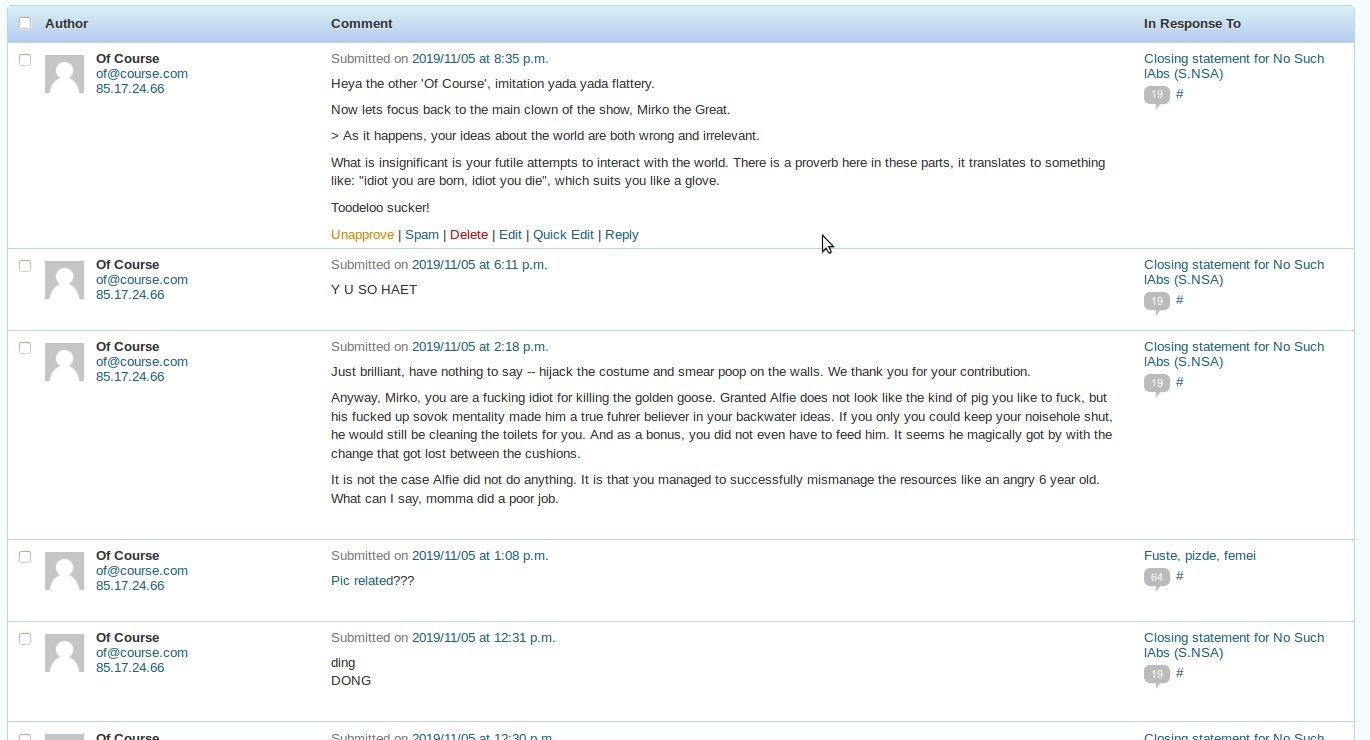 Author Comment In Response To
Of Course
of@course.com
85.17.24.66
Submitted on 2019/11/05 at 8:35 p.m.
Heya the other 'Of Course', imitation yada yada flattery.
Now lets focus back to the main clown of the show, Mirko the Great.
> As it happens, your ideas about the world are both wrong and irrelevant.
What is insignificant is your futile attempts to interact with the world. There is a proverb here in these parts, it translates to something
like: "idiot you are born, idiot you die", which suits you like a glove.
Toodeloo sucker!
Unapprove | Spam | Delete | Edit | Quick Edit | Reply
Closing statement for No Such
lAbs (S.NSA)
19 #
Of Course
of@course.com
85.17.24.66
Submitted on 2019/11/05 at 6:11 p.m.
Y U SO HAET
Closing statement for No Such
lAbs (S.NSA)
19 #
Of Course
of@course.com
85.17.24.66
Submitted on 2019/11/05 at 2:18 p.m.
Just brilliant, have nothing to say -- hijack the costume and smear poop on the walls. We thank you for your contribution.
Anyway, Mirko, you are a fucking idiot for killing the golden goose. Granted Alfie does not look like the kind of pig you like to fuck, but
his fucked up sovok mentality made him a true fuhrer believer in your backwater ideas. If you only you could keep your noisehole shut,
he would still be cleaning the toilets for you. And as a bonus, you did not even have to feed him. It seems he magically got by with the
change that got lost between the cushions.
It is not the case Alfie did not do anything. It is that you managed to successfully mismanage the resources like an angry 6 year old.
What can I say, momma did a poor job.
Closing statement for No Such
lAbs (S.NSA)
19 #
Of Course
of@course.com
85.17.24.66
Submitted on 2019/11/05 at 1:08 p.m.
Pic related???
Fuste, pizde, femei
64 #
Of Course
of@course.com
85.17.24.66
Submitted on 2019/11/05 at 12:31 p.m.
ding
DONG
Closing statement for No Such
lAbs (S.NSA)
19 #
Of Course
Submitted on 2019/11/05 at 12:30 p.m.
Closing statement for No Such